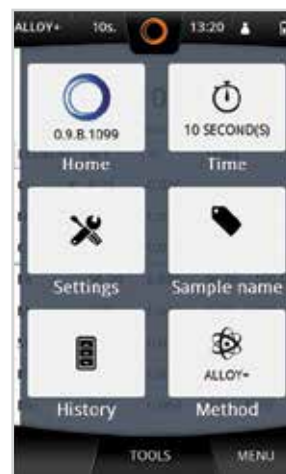 ALLOY+ 10s. 13:20
0.9.B.1099 10 SECOND(S)
Home Time
Settings Sample name
ALLOY+
History Method
TOOLS MENU